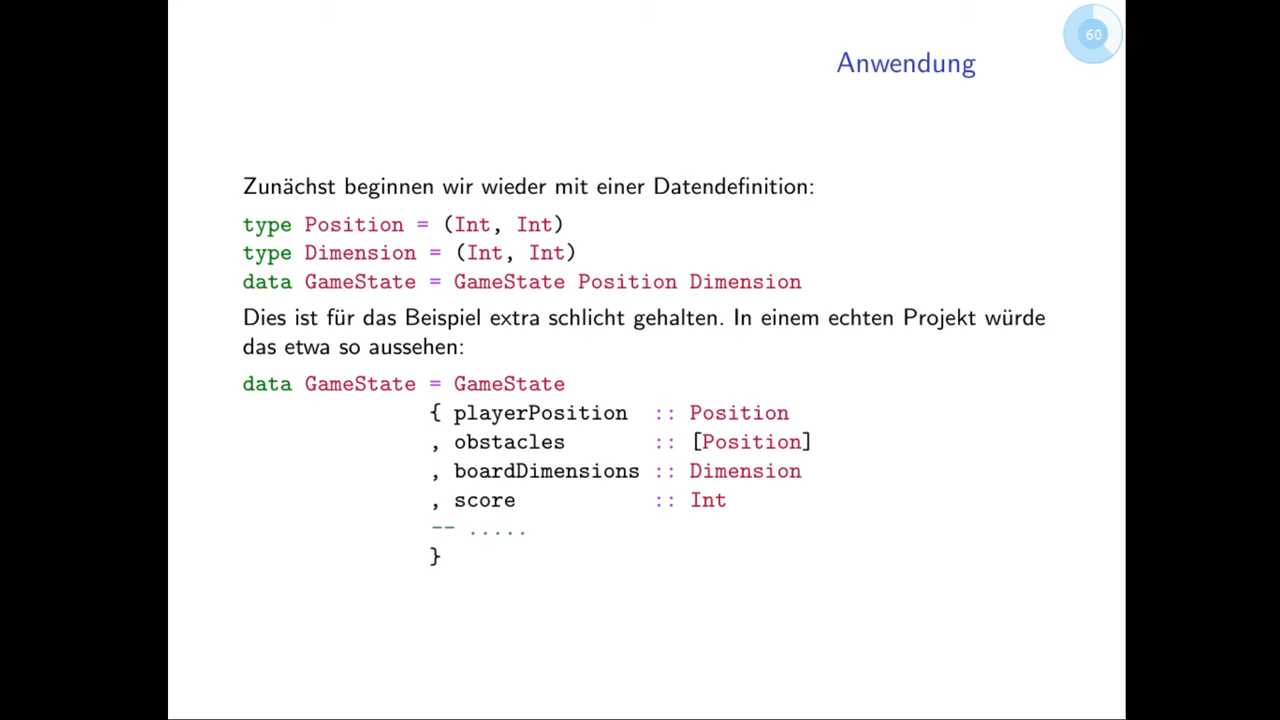 60
Anwendung
Zunächst beginnen wir wieder mit einer Datendefinition:
type Position = (Int, Int)
type Dimension = (Int, Int)
data GameState = GameState Position Dimension
Dies ist für das Beispiel extra schlicht gehalten. In einem echten Projekt würde
das etwa so aussehen:
data GameState = GameState
{ playerPosition :: Position
, obstacles :: [Position]
, boardDimensions :: Dimension
, score :: Int
-- .....
}